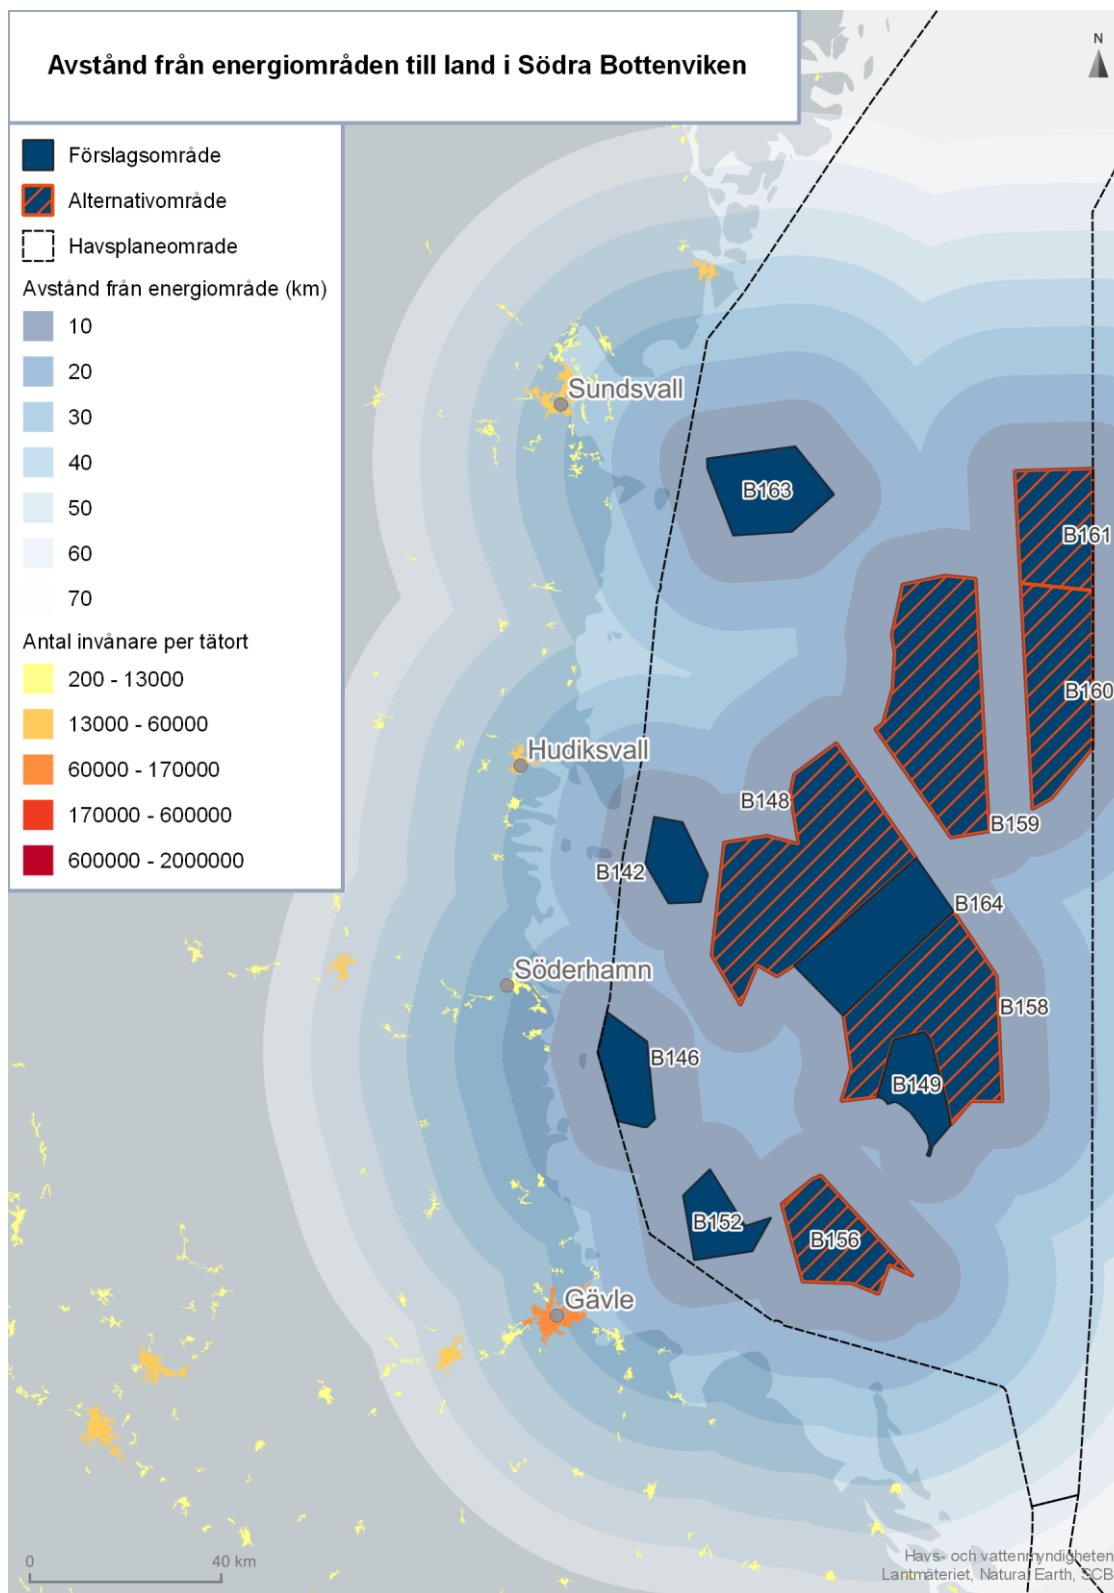 Avstånd från energiområden till land i Södra Bottenviken
N
Förslagsområde
Alternativområde
Havsplaneomrade
Avstånd från energiområde (km)
10
20
30
40
50
60
70
Antal invånare per tätort
200 - 13000
13000 - 60000
60000 - 170000
170000 - 600000
600000 - 2000000
Sundsvall
B163
B161
B160
Hudiksvall
B148
B159
B142
B164
Söderhamn
B158
B146
B149
B152
B156
Gävle
0 40 km
Havs- och vattenmyndigheten
Lantmäteriet, Natural Earth, SCB